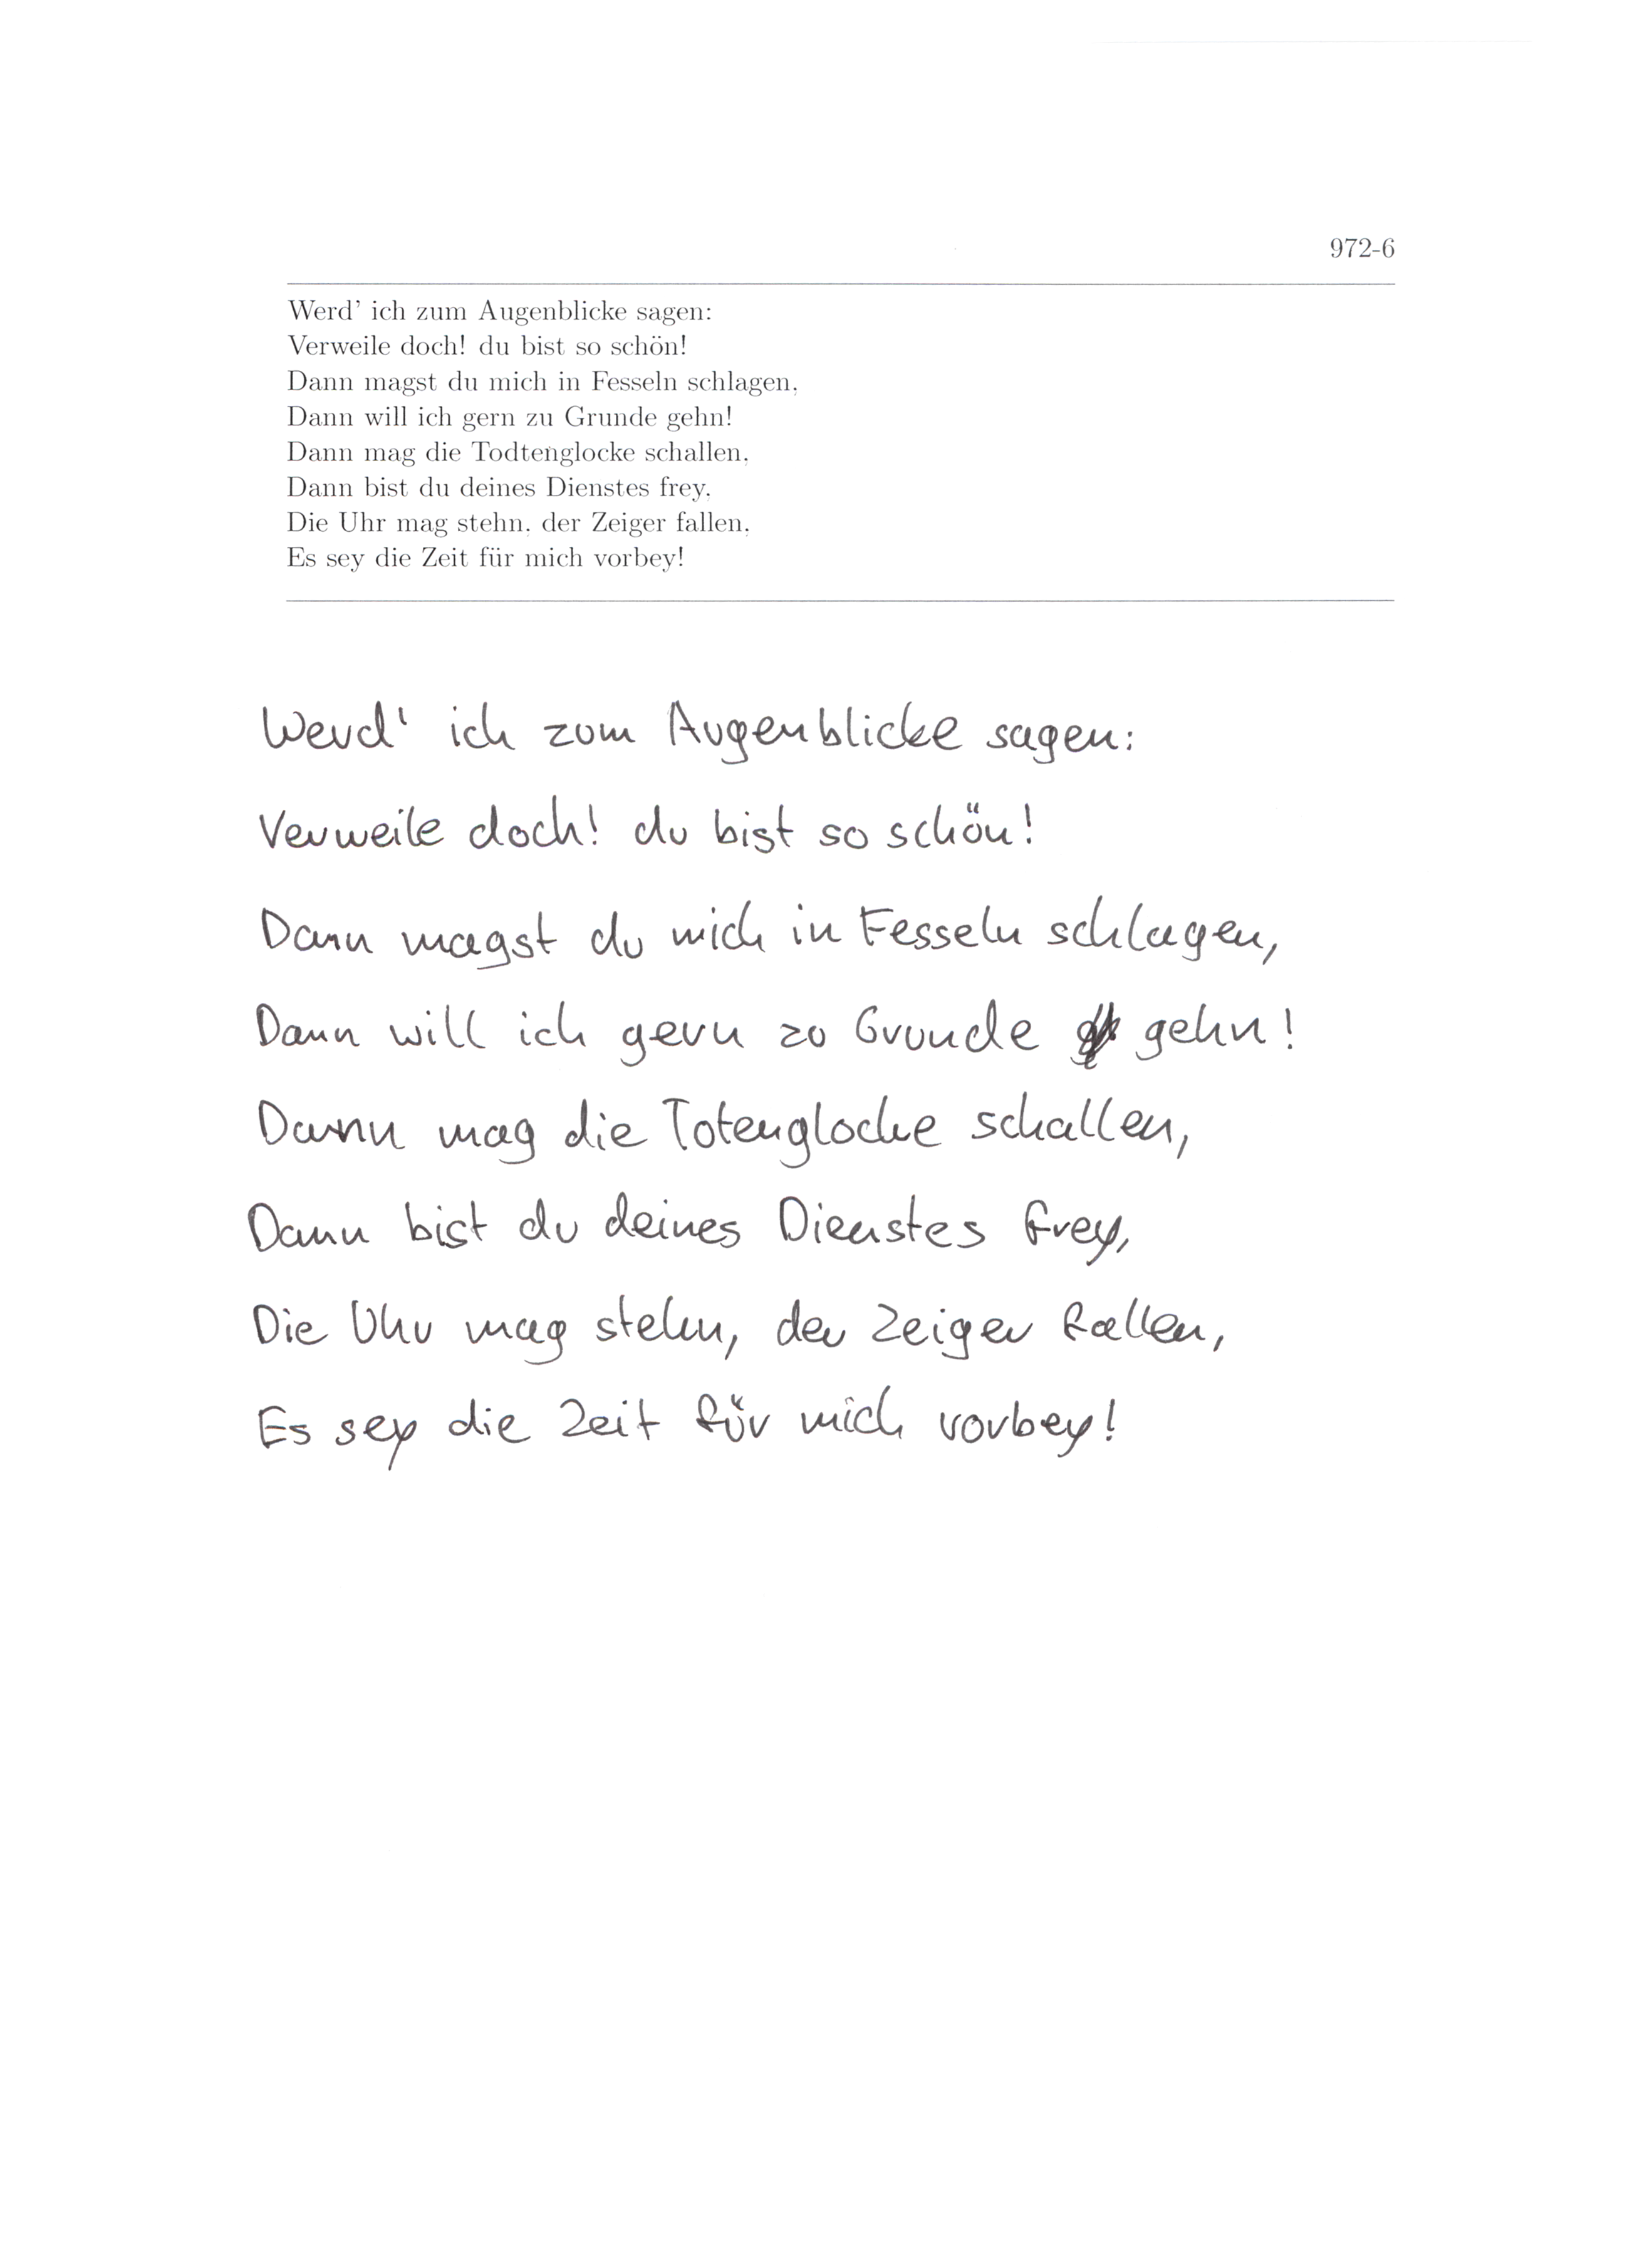 972-6
Werd' ich zum Augenblicke sagen:
Verweile doch! du bist so schön!
Dann magst du mich in Fesseln schlagen,
Dann will ich gern zu Grunde gehn!
Dann mag die Todtenglocke schallen,
Dann bist du deines Dienstes frey,
Die Uhr mag stehn, der Zeiger fallen,
Es sey die Zeit für mich vorbey!
Werd' ich zum Augenblicke sagen:
Verweile doch! du bist so schön!
Dann magst du mich in Fesseln schlagen,
Dann will ich gern zu Grunde gehn!
Dann mag die Totenglocke schallen,
Dann bist du deines Dienstes frey,
Die Uhr mag stehn, der Zeiger fallen,
Es sey die Zeit für mich vorbey!